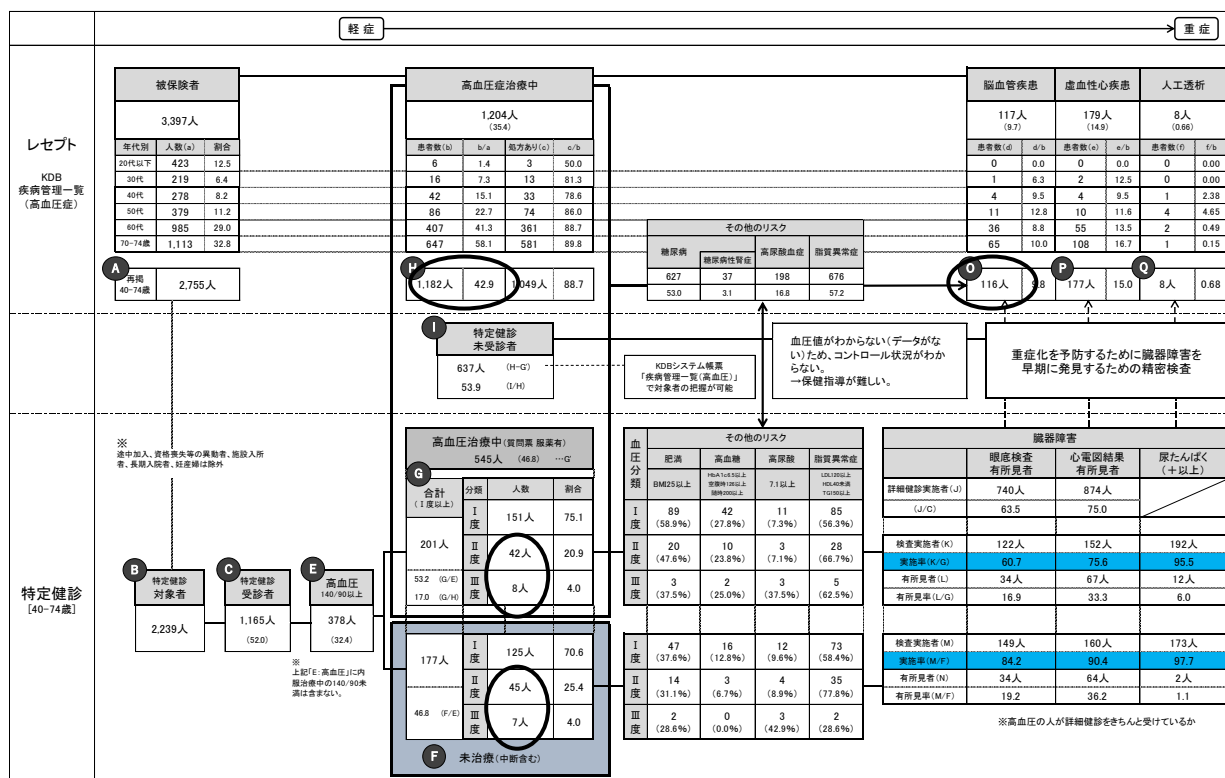 軽症
重症
レセプト
KDB
疾病管理一覧
(高血圧症)
被保険者
3,397人
年代別 人数(a) 割合
20代以下 423 12.5
30代 219 6.4
40代 278 8.2
50代 379 11.2
60代 985 29.0
70-74歳 1,113 32.8
A
再掲
40-74歳
2,755人
高血圧症治療中
1,204人
(35.4)
患者数(b) b/a 処方あり(c) c/b
6 1.4 3 50.0
16 7.3 13 81.3
42 15.1 33 78.6
86 22.7 74 86.0
407 41.3 361 88.7
647 58.1 581 89.8
H
1,182人 42.9 1,049人 88.7
その他のリスク
糖尿病 糖尿病性腎症 高尿酸血症 脂質異常症
627 37 198 676
53.0 3.1 16.8 57.2
脳血管疾患 虚血性心疾患 人工透析
117人 179人 8人
(9.7) (14.9) (0.66)
患者数(d) d/b 患者数(e) e/b 患者数(f) f/b
0 0.0 0 0.0 0 0.00
1 6.3 2 12.5 0 0.00
4 9.5 4 9.5 1 2.38
11 12.8 10 11.6 4 4.65
36 8.8 55 13.5 2 0.49
65 10.0 108 16.7 1 0.15
O P Q
116人 9.8 177人 15.0 8人 0.68
I
特定健診
未受診者
637人 (H-G')
53.9 (I/H)
KDBシステム帳票
「疾病管理一覧(高血圧)」
で対象者の把握が可能
血圧値がわからない(データがな
い)ため、コントロール状況がわか
らない。
→保健指導が難しい。
重症化を予防するために臓器障害を
早期に発見するための精密検査
特定健診
[40-74歳]
※
途中加入、資格喪失等の異動者、施設入所
者、長期入院者、妊産婦は除外
B
特定健診
対象者
2,239人
C
特定健診
受診者
1,165人
(52.0)
E
高血圧
140/90以上
378人
(32.4)
※
上記「E:高血圧」に内
服治療中の140/90未
満は含まない。
高血圧治療中(質問票 服薬有)
545人 (46.8) …G'
G
合計
(Ⅰ度以上)
分類 人数 割合
201人
53.2 (G/E)
17.0 (G/H)
Ⅰ度 151人 75.1
Ⅱ度 42人 20.9
Ⅲ度 8人 4.0
177人
46.8 (F/E)
Ⅰ度 125人 70.6
Ⅱ度 45人 25.4
Ⅲ度 7人 4.0
F
未治療(中断含む)
血圧分類
その他のリスク
肥満 高血糖 高尿酸 脂質異常症
BMI25以上
HbA1c6.5以上
空腹時126以上
随時200以上
7.1以上
LDL120以上
HDL40未満
TG150以上
Ⅰ度 89 42 11 85
(58.9%) (27.8%) (7.3%) (56.3%)
Ⅱ度 20 10 3 28
(47.6%) (23.8%) (7.1%) (66.7%)
Ⅲ度 3 2 3 5
(37.5%) (25.0%) (37.5%) (62.5%)
Ⅰ度 47 16 12 73
(37.6%) (12.8%) (9.6%) (58.4%)
Ⅱ度 14 3 4 35
(31.1%) (6.7%) (8.9%) (77.8%)
Ⅲ度 2 0 3 2
(28.6%) (0.0%) (42.9%) (28.6%)
臓器障害
眼底検査
有所見者
心電図結果
有所見者
尿たんぱく
(+以上)
詳細健診実施者(J) 740人 874人
(J/C) 63.5 75.0
検査実施者(K) 122人 152人 192人
実施率(K/G) 60.7 75.6 95.5
有所見者(L) 34人 67人 12人
有所見率(L/G) 16.9 33.3 6.0
検査実施者(M) 149人 160人 173人
実施率(M/F) 84.2 90.4 97.7
有所見者(N) 34人 64人 2人
有所見率(M/F) 19.2 36.2 1.1
※高血圧の人が詳細健診をきちんと受けているか